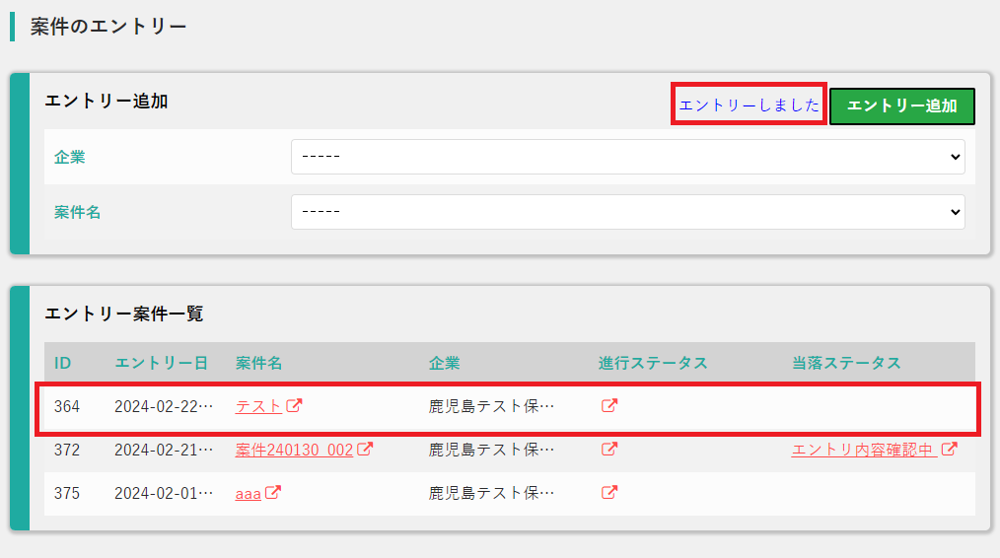 案件のエントリー
エントリー追加
エントリーしました
エントリー追加
企業
-----
案件名
-----
エントリー案件一覧
ID エントリー日 案件名 企業 進行ステータス 当落ステータス
364 2024-02-22… テスト 鹿児島テスト保…
372 2024-02-21… 案件240130_002 鹿児島テスト保… エントリ内容確認中
375 2024-02-01… aaa 鹿児島テスト保…